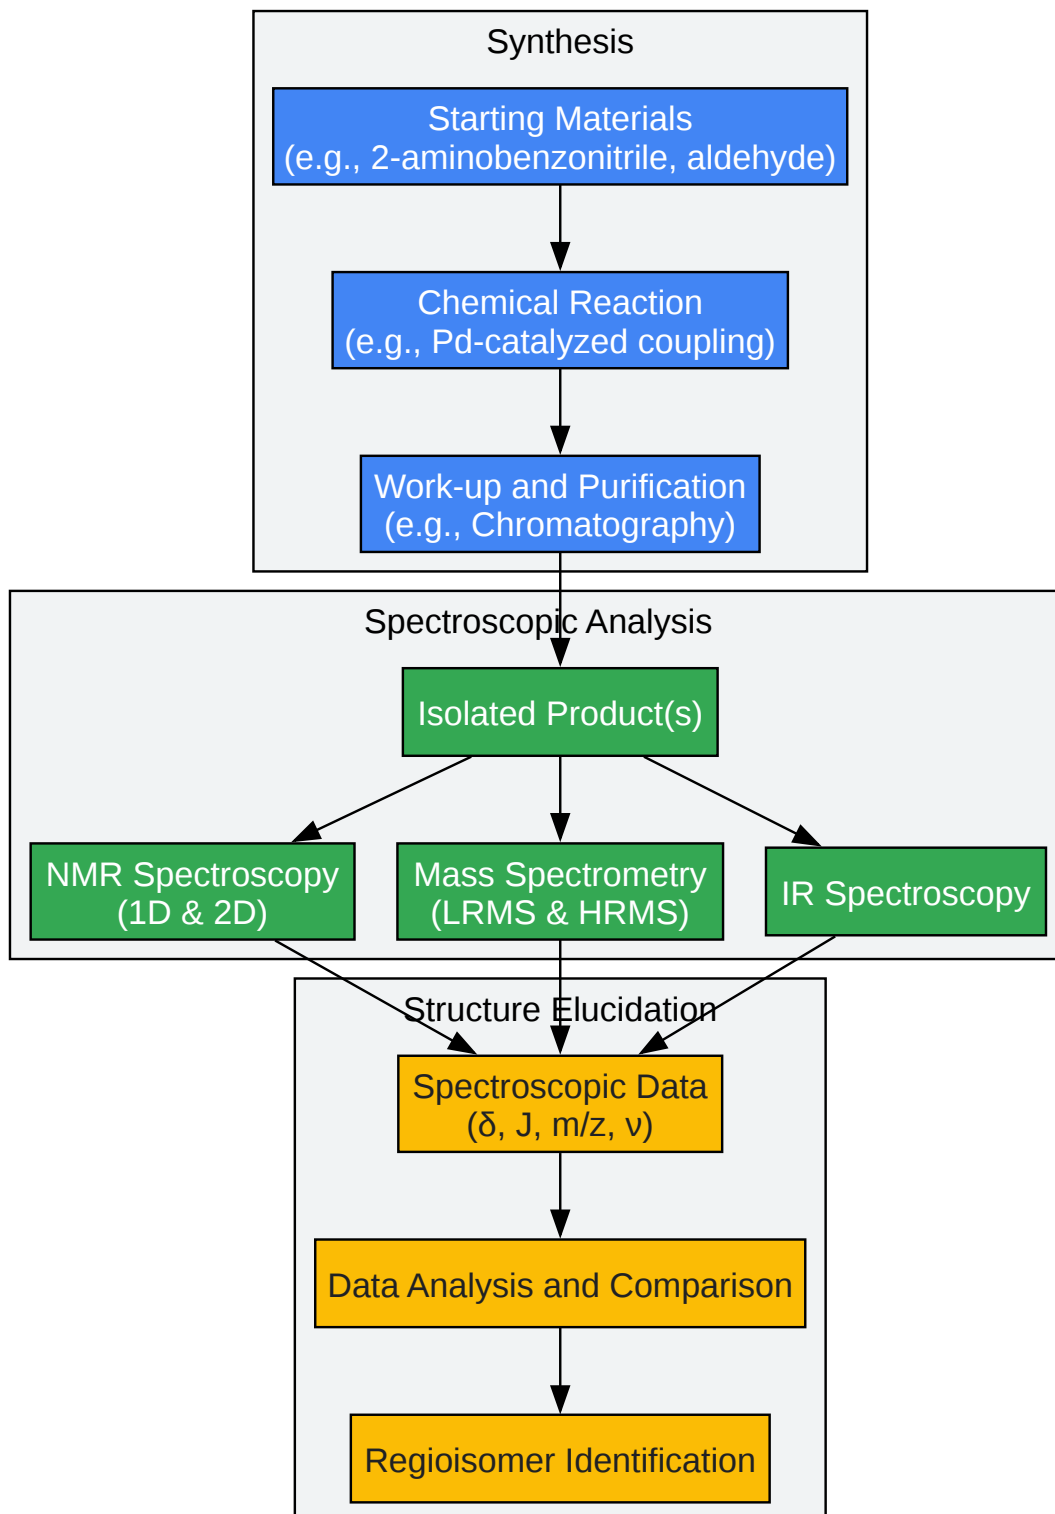 Synthesis
Starting Materials
(e.g., 2-aminobenzonitrile, aldehyde)
Chemical Reaction
(e.g., Pd-catalyzed coupling)
Work-up and Purification
(e.g., Chromatography)
Spectroscopic Analysis
Isolated Product(s)
NMR Spectroscopy
(1D & 2D)
Mass Spectrometry
(LRMS & HRMS)
IR Spectroscopy
Structure Elucidation
Spectroscopic Data
(δ, J, m/z, ν)
Data Analysis and Comparison
Regioisomer Identification